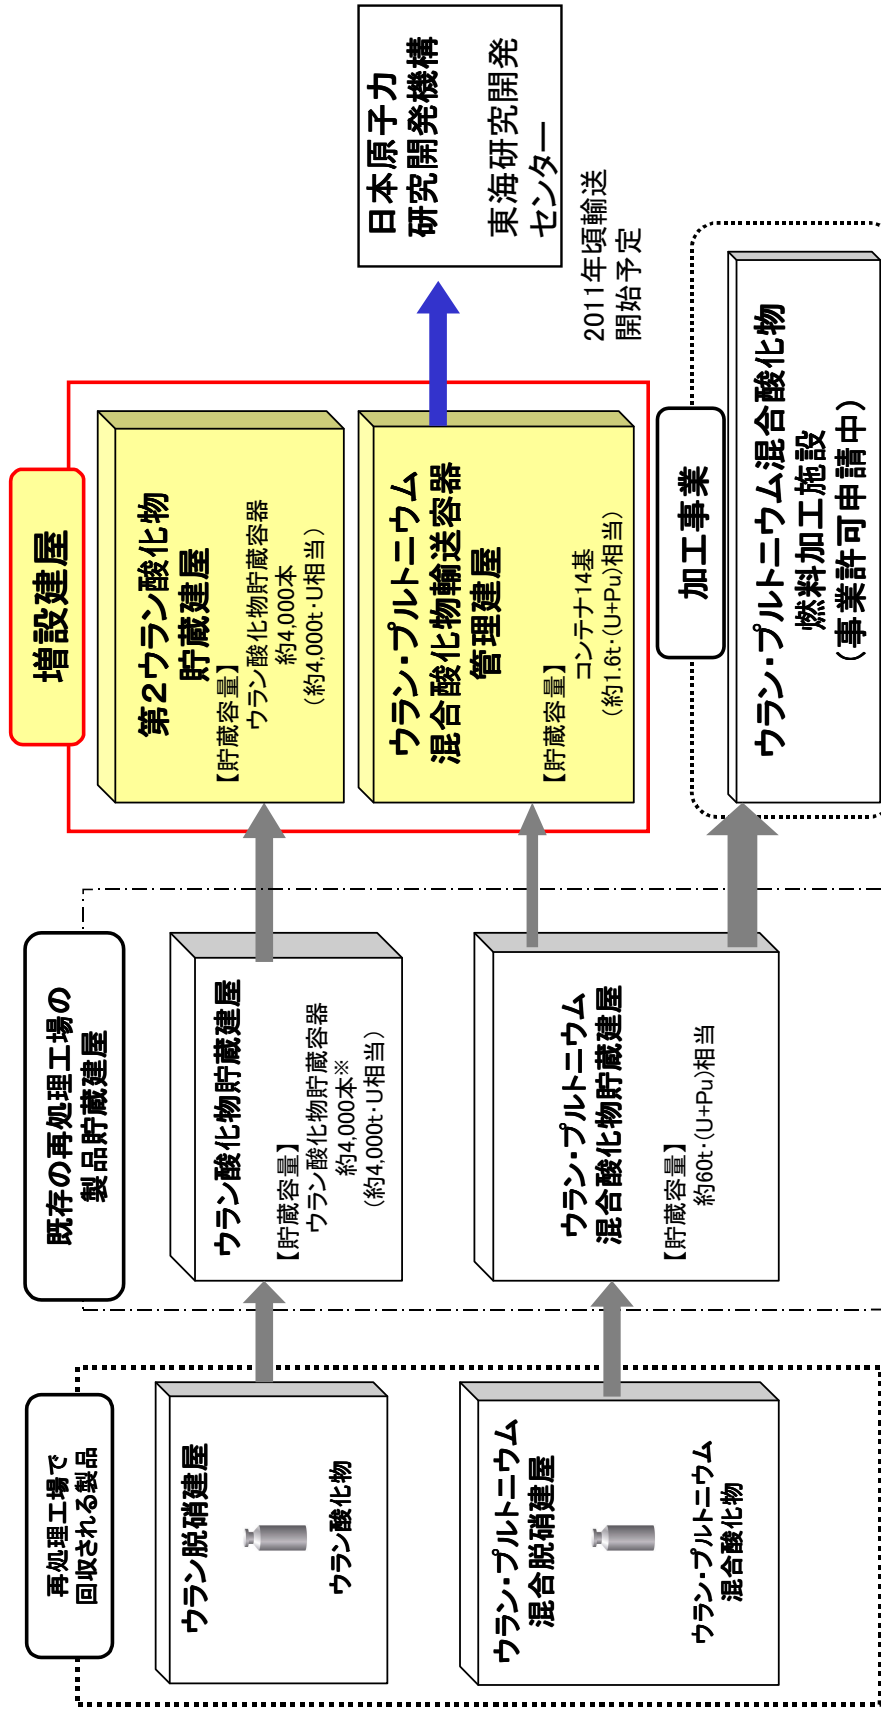 再処理工場で
回収される製品
ウラン脱硝建屋
ウラン酸化物
ウラン・プルトニウム
混合脱硝建屋
ウラン・プルトニウム
混合酸化物
既存の再処理工場の
製品貯蔵建屋
ウラン酸化物貯蔵建屋
【貯蔵容量】
ウラン酸化物貯蔵容器
約4,000本※
(約4,000t・U相当)
ウラン・プルトニウム
混合酸化物貯蔵建屋
【貯蔵容量】
約60t・(U+Pu)相当
増設建屋
第2ウラン酸化物
貯蔵建屋
【貯蔵容量】
ウラン酸化物貯蔵容器
約4,000本
(約4,000t・U相当)
ウラン・プルトニウム
混合酸化物輸送容器
管理建屋
【貯蔵容量】
コンテナ14基
(約1.6t・(U+Pu)相当)
加工事業
ウラン・プルトニウム混合酸化物
燃料加工施設
(事業許可申請中)
日本原子力
研究開発機構
東海研究開発
センター
2011年頃輸送
開始予定